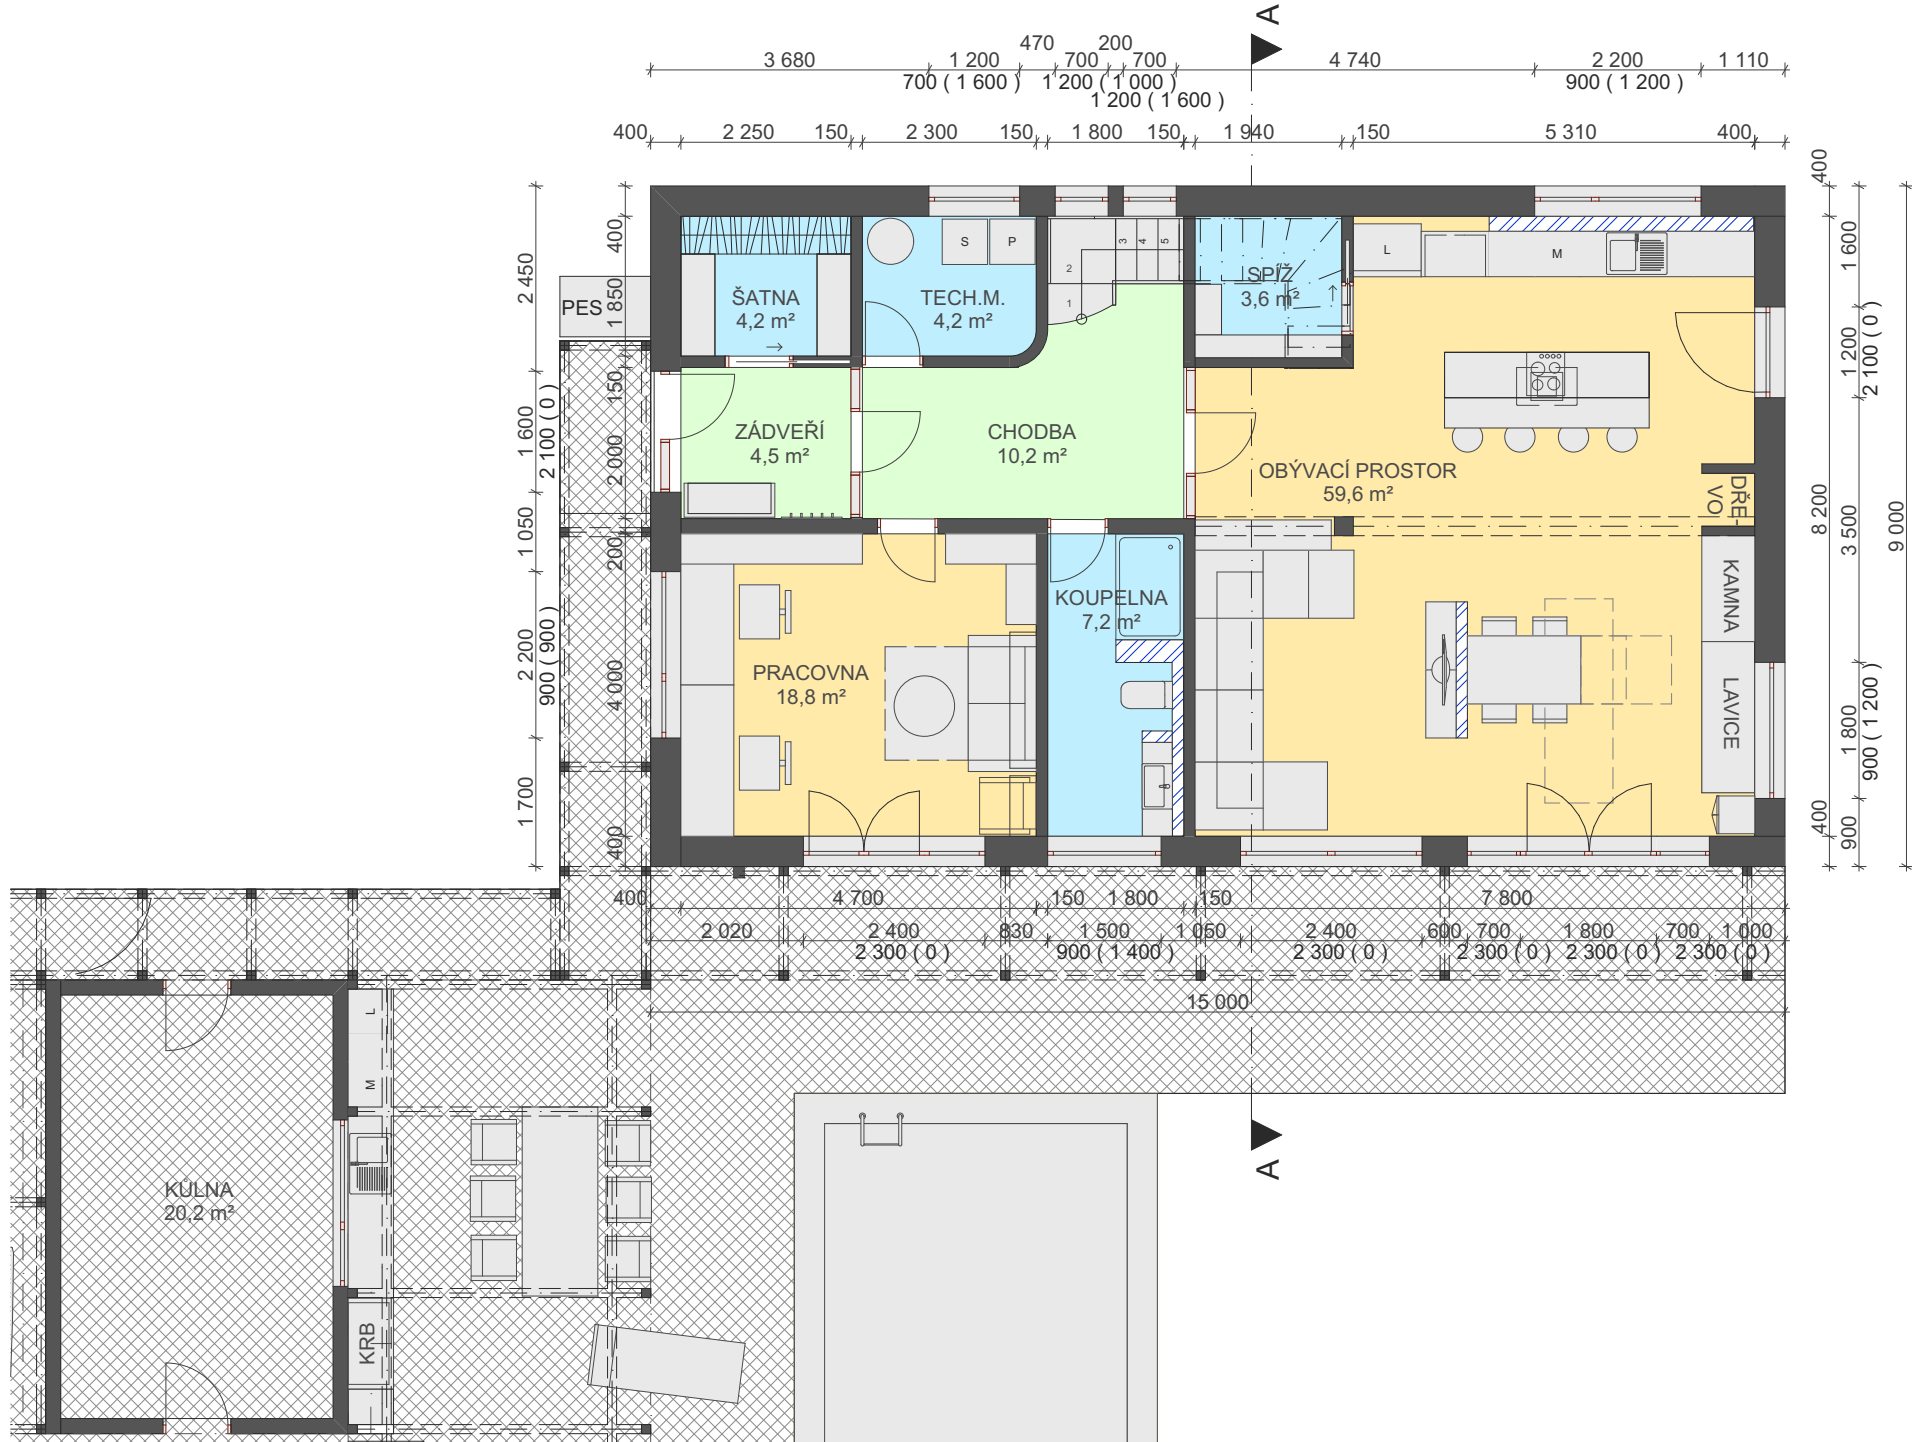 A
470 200
3 680 1 200 700 700 4 740 2 200 1 110
700 ( 1 600 ) 1 200 ( 1 000 ) 900 ( 1 200 )
1 200 ( 1 600 )
400 2 250 150 2 300 150 1 800 150 1 940 150 5 310 400
2 450
1 600
2 100 ( 0 )
1 050
2 200
900 ( 900 )
1 700
400
1 850
150
2 000
200
4 000
400
400
1 600
1 200
2 100 ( 0 )
8 200
3 500
9 000
1 800
900 ( 1 200 )
400
900
PES
ŠATNA
4,2 m²
S P
TECH.M.
4,2 m²
1
2
3
4
5
SPÍŽ
3,6 m²
L
M
ZÁDVEŘÍ
4,5 m²
CHODBA
10,2 m²
OBÝVACÍ PROSTOR
59,6 m²
DŘE-
VO
KAMNA
LAVICE
KOUPELNA
7,2 m²
PRACOVNA
18,8 m²
400 4 700 150 1 800 150 7 800
2 020 2 400 830 1 500 1 050 2 400 600 700 1 800 700 1 000
2 300 ( 0 ) 900 ( 1 400 ) 2 300 ( 0 ) 2 300 ( 0 ) 2 300 ( 0 ) 2 300 ( 0 )
15 000
L
M
KŮLNA
20,2 m²
KRB
A